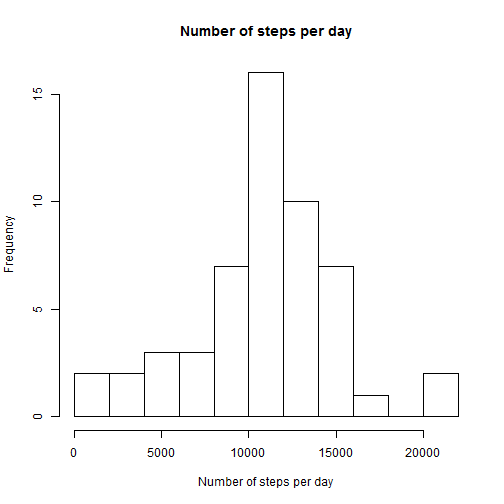 Number of steps per day
Frequency
15
10
5
0
0 5000 10000 15000 20000
Number of steps per day